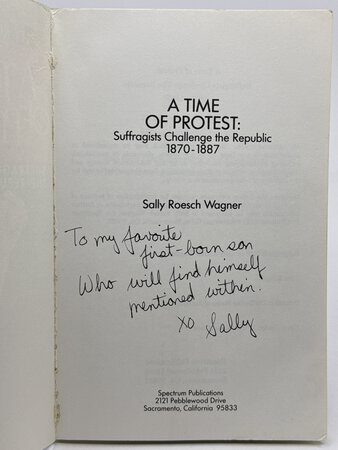 A TIME
OF PROTEST:
Suffragists Challenge the Republic
1870-1887
Sally Roesch Wagner
To my favorite
first-born son
Who will find himself
mentioned within.
xo Sally
Spectrum Publications
2121 Pebblewood Drive
Sacramento, California 95833